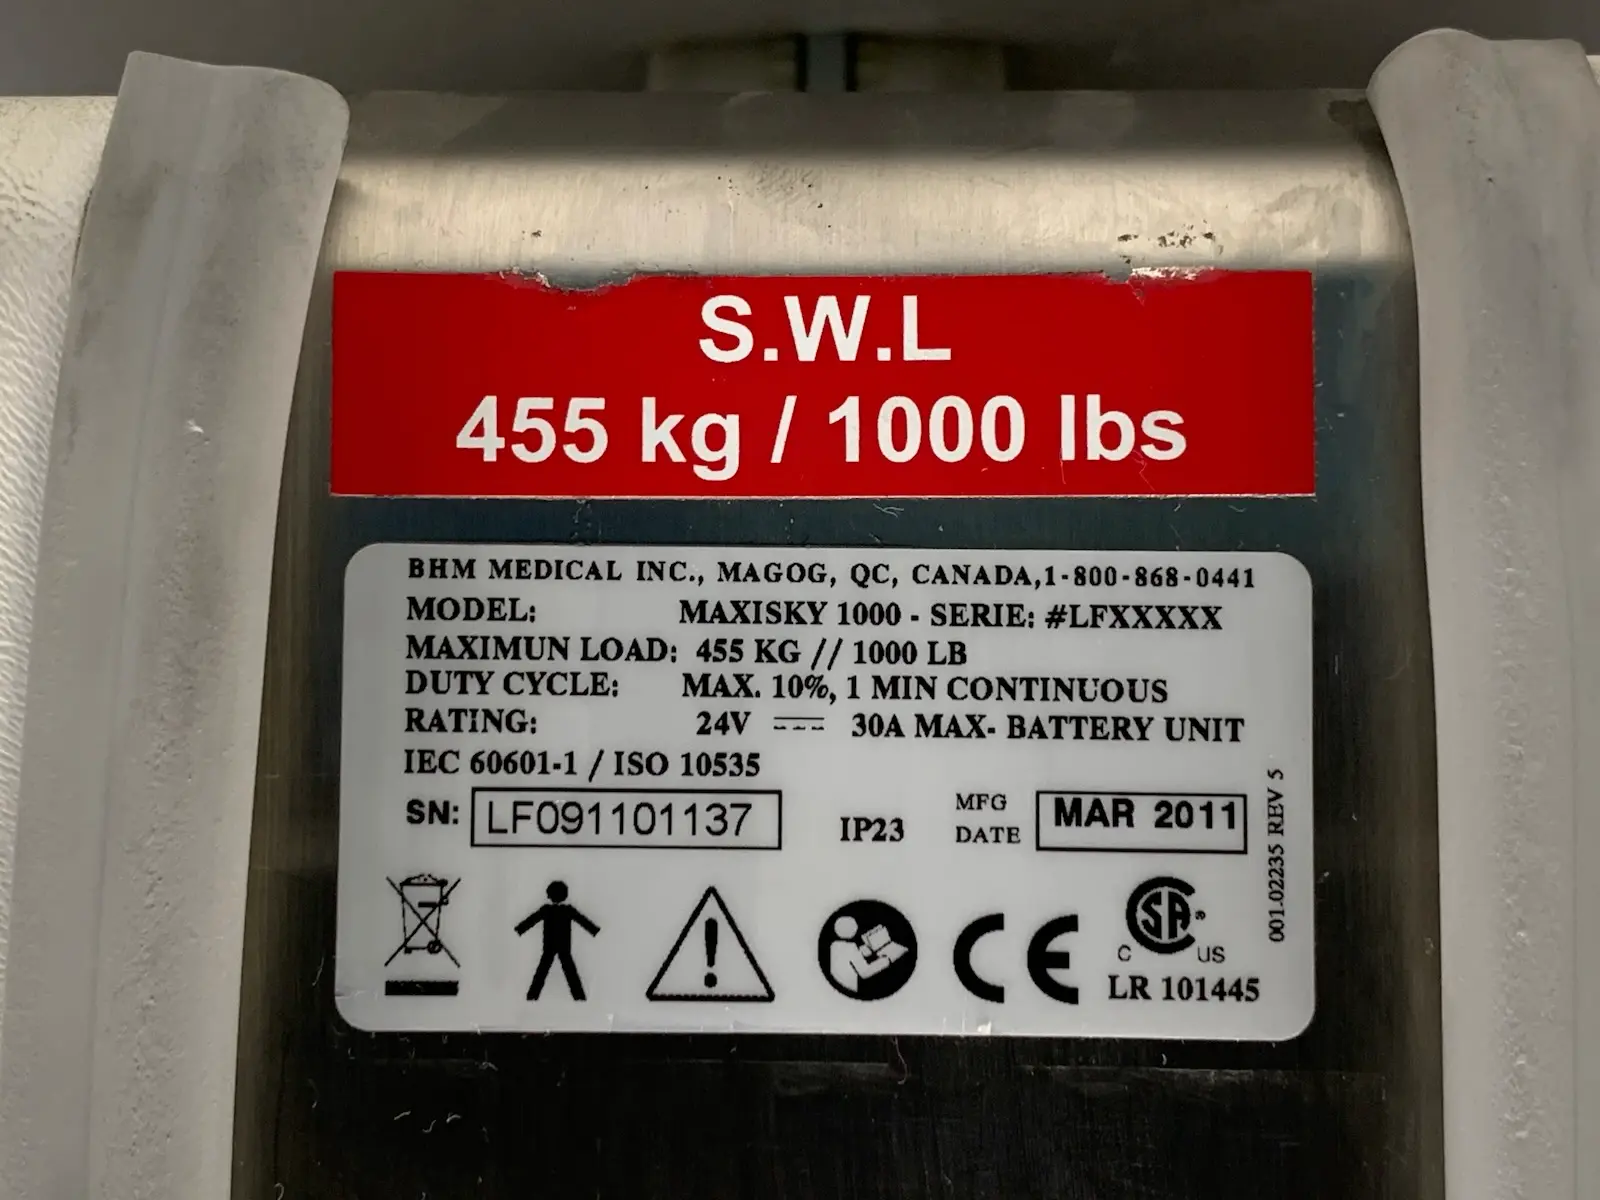 S.W.L
455 kg / 1000 lbs
BHM MEDICAL INC., MAGOG, QC, CANADA,1-800-868-0441
MODEL: MAXISKY 1000 - SERIE: #LFXXXXX
MAXIMUN LOAD: 455 KG // 1000 LB
DUTY CYCLE: MAX. 10%, 1 MIN CONTINUOUS
RATING: 24V 30A MAX- BATTERY UNIT
IEC 60601-1 / ISO 10535
SN: LF091101137
IP23
MFG
DATE
MAR 2011
001.02235 REV 5
CE
SA®
C US
LR 101445